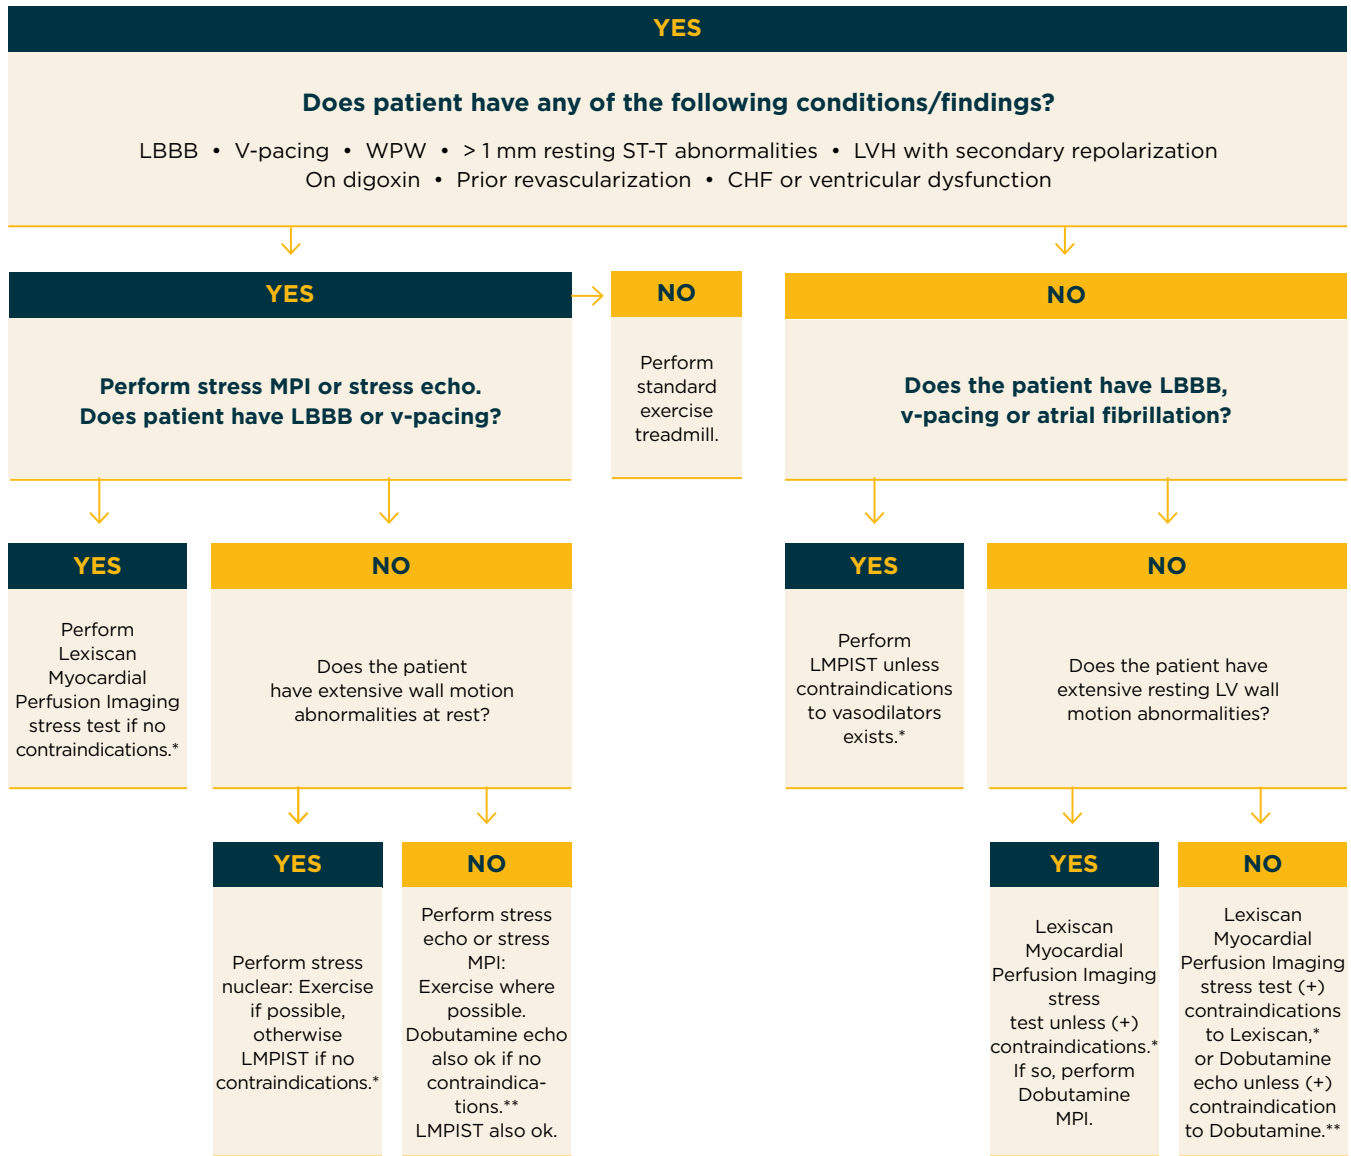 YES
Does patient have any of the following conditions/findings?
LBBB • V-pacing • WPW • > 1 mm resting ST-T abnormalities • LVH with secondary repolarization
On digoxin • Prior revascularization • CHF or ventricular dysfunction
YES
Perform stress MPI or stress echo.
Does patient have LBBB or v-pacing?
NO
Perform
standard
exercise
treadmill.
NO
Does the patient have LBBB,
v-pacing or atrial fibrillation?
YES
Perform
Lexiscan
Myocardial
Perfusion Imaging
stress test if no
contraindications.*
NO
Does the patient
have extensive wall motion
abnormalities at rest?
YES
Perform
LMPIST unless
contraindications
to vasodilators
exists.*
NO
Does the patient have
extensive resting LV wall
motion abnormalities?
YES
Perform stress
nuclear: Exercise
if possible,
otherwise
LMPIST if no
contraindications.*
NO
Perform stress
echo or stress
MPI:
Exercise where
possible.
Dobutamine echo
also ok if no
contraindica-
tions.**
LMPIST also ok.
YES
Lexiscan
Myocardial
Perfusion Imaging
stress
test unless (+)
contraindications.*
If so, perform
Dobutamine
MPI.
NO
Lexiscan
Myocardial
Perfusion Imaging
stress test (+)
contraindications
to Lexiscan,*
or Dobutamine
echo unless (+)
contraindication
to Dobutamine.**